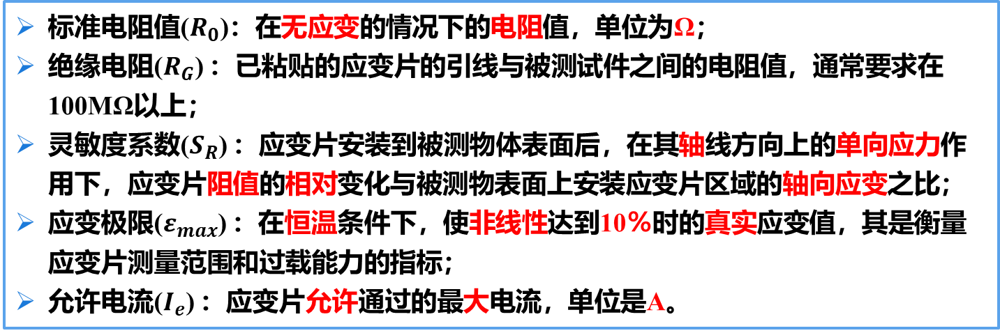 ➢ 标准电阻值(R₀)：在无应变的情况下的电阻值，单位为Ω；
➢ 绝缘电阻(R_G)：已粘贴的应变片的引线与被测试件之间的电阻值，通常要求在
100MΩ以上；
➢ 灵敏度系数(S_R)：应变片安装到被测物体表面后，在其轴线方向上的单向应力作
用下，应变片阻值的相对变化与被测物表面上安装应变片区域的轴向应变之比；
➢ 应变极限(ε_max)：在恒温条件下，使非线性达到10%时的真实应变值，其是衡量
应变片测量范围和过载能力的指标；
➢ 允许电流(I_e)：应变片允许通过的最大电流，单位是A。